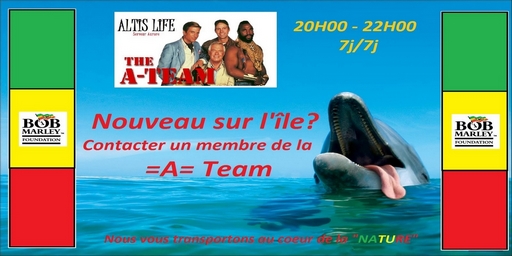 ALTIS LIFE
THE
A-TEAM
20H00 - 22H00
7j/7j
BOB
MARLEY
FOUNDATION
BOB
MARLEY
FOUNDATION
Nouveau sur l'île?
Contacter un membre de la
=A= Team
Nous vous transportons au coeur de la "NATURE"